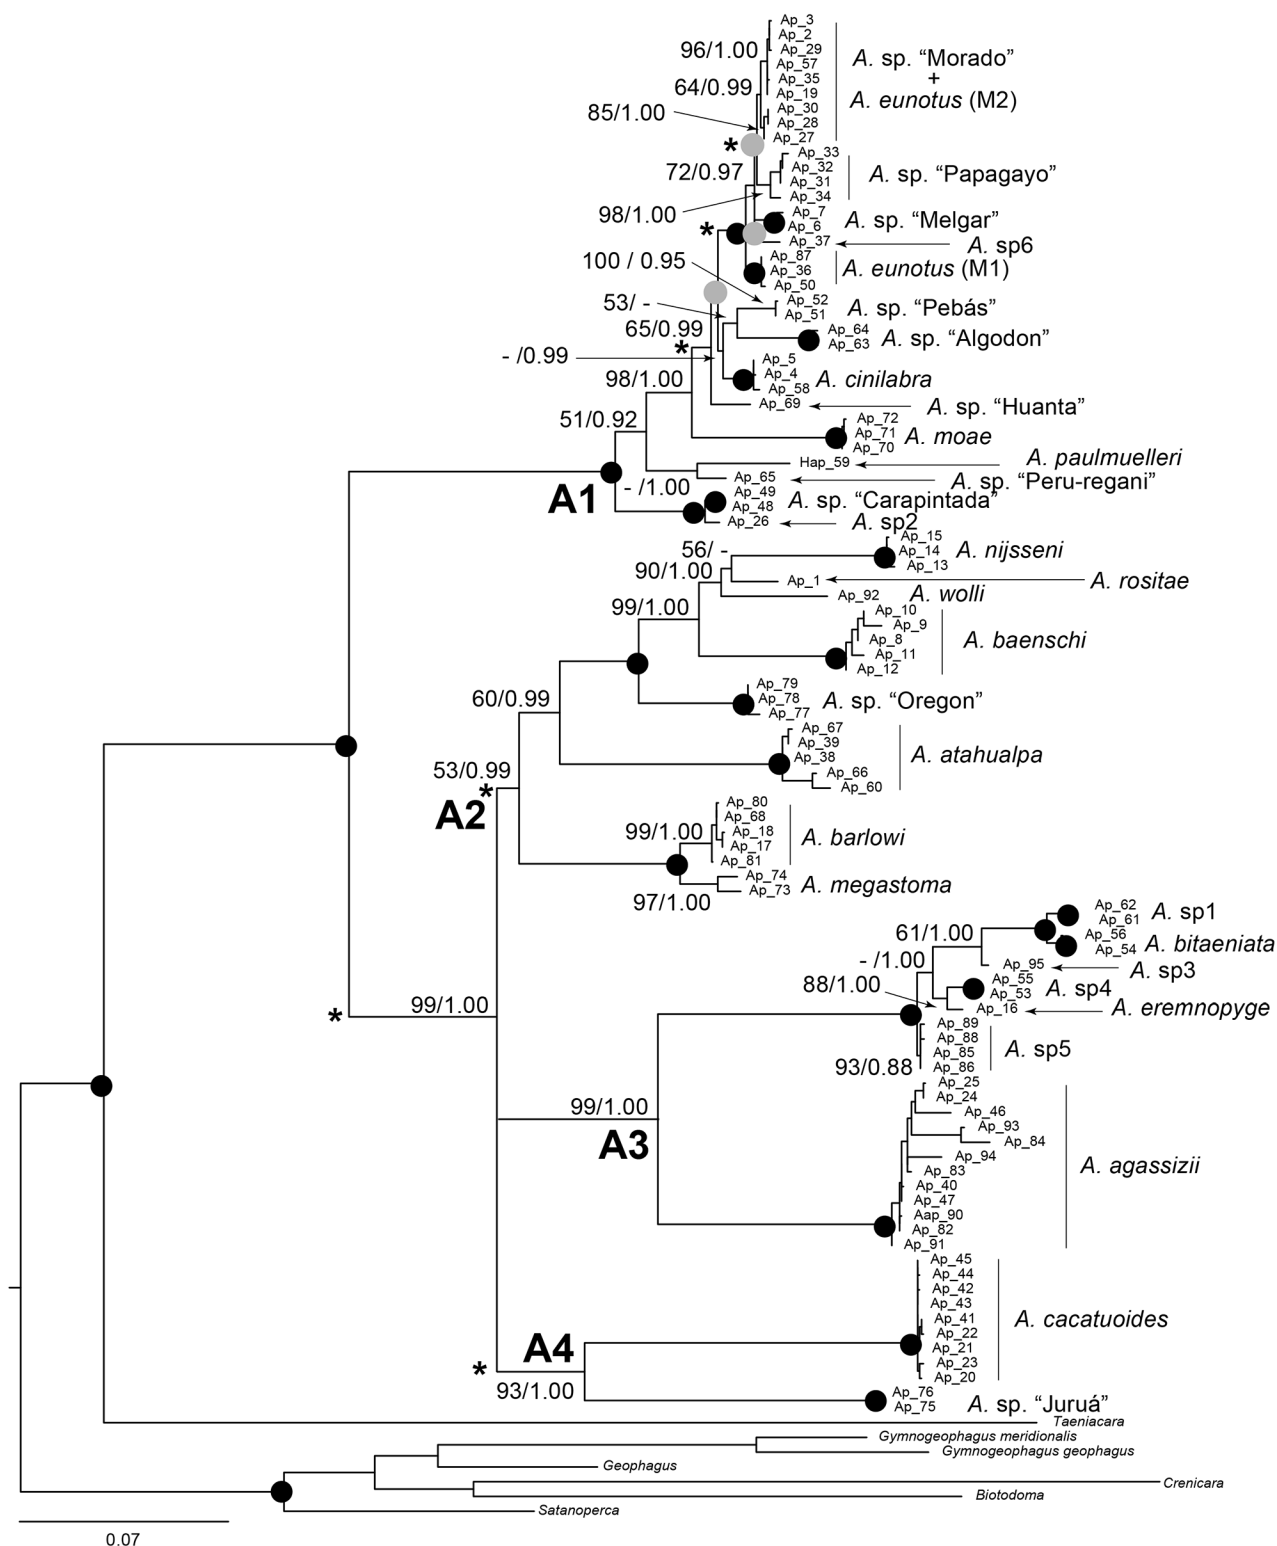 Ap_3
Ap_2
96/1.00
Ap_29
A. sp. “Morado”
Ap_57
+
Ap_35
64/0.99
Ap_19
A. eunotus (M2)
Ap_30
85/1.00
Ap_28
Ap_27
*
Ap_33
Ap_32
72/0.97
A. sp. “Papagayo”
Ap_31
Ap_34
98/1.00
Ap_7
A. sp. “Melgar”
Ap_6
*
Ap_37
A. sp6
Ap_87
100 / 0.95
Ap_36
A. eunotus (M1)
Ap_50
53/ -
Ap_52
A. sp. “Pebás”
Ap_51
65/0.99
Ap_64
A. sp. “Algodon”
Ap_63
*
- /0.99
Ap_5
Ap_4
98/1.00
A. cinilabra
Ap_58
Ap_69
A. sp. “Huanta”
51/0.92
Ap_72
Ap_71
A. moae
Ap_70
Hap_59
A. paulmuelleri
Ap_65
A. sp. “Peru-regani”
- /1.00
Ap_49
A1
A. sp. “Carapintada”
Ap_48
Ap_26
A. sp2
Ap_15
56/ -
Ap_14
A. nijsseni
Ap_13
90/1.00
Ap_1
A. rositae
Ap_92
A. wolli
99/1.00
Ap_10
Ap_9
Ap_8
A. baenschi
Ap_11
Ap_12
Ap_79
60/0.99
Ap_78
A. sp. “Oregon”
Ap_77
Ap_67
Ap_39
Ap_38
A. atahualpa
53/0.99
Ap_66
*
Ap_60
A2
Ap_80
Ap_68
99/1.00
Ap_18
A. barlowi
Ap_17
Ap_81
Ap_74
A. megastoma
Ap_73
97/1.00
Ap_62
A. sp1
Ap_61
61/1.00
Ap_56
A. bitaeniata
Ap_54
- /1.00
Ap_95
A. sp3
Ap_55
88/1.00
Ap_53
A. sp4
99/1.00
Ap_16
A. eremnopyge
*
Ap_89
Ap_88
Ap_85
A. sp5
93/0.88
Ap_86
Ap_25
Ap_24
99/1.00
Ap_46
Ap_93
A3
Ap_84
Ap_94
A. agassizii
Ap_83
Ap_40
Ap_47
Aap_90
Ap_82
Ap_91
Ap_45
Ap_44
Ap_42
Ap_43
Ap_41
A. cacatuoides
Ap_22
A4
Ap_21
*
Ap_23
Ap_20
93/1.00
Ap_76
A. sp. “Juruá”
Ap_75
Taeniacara
Gymnogeophagus meridionalis
Gymnogeophagus geophagus
Geophagus
Crenicara
Biotodoma
Satanoperca
0.07